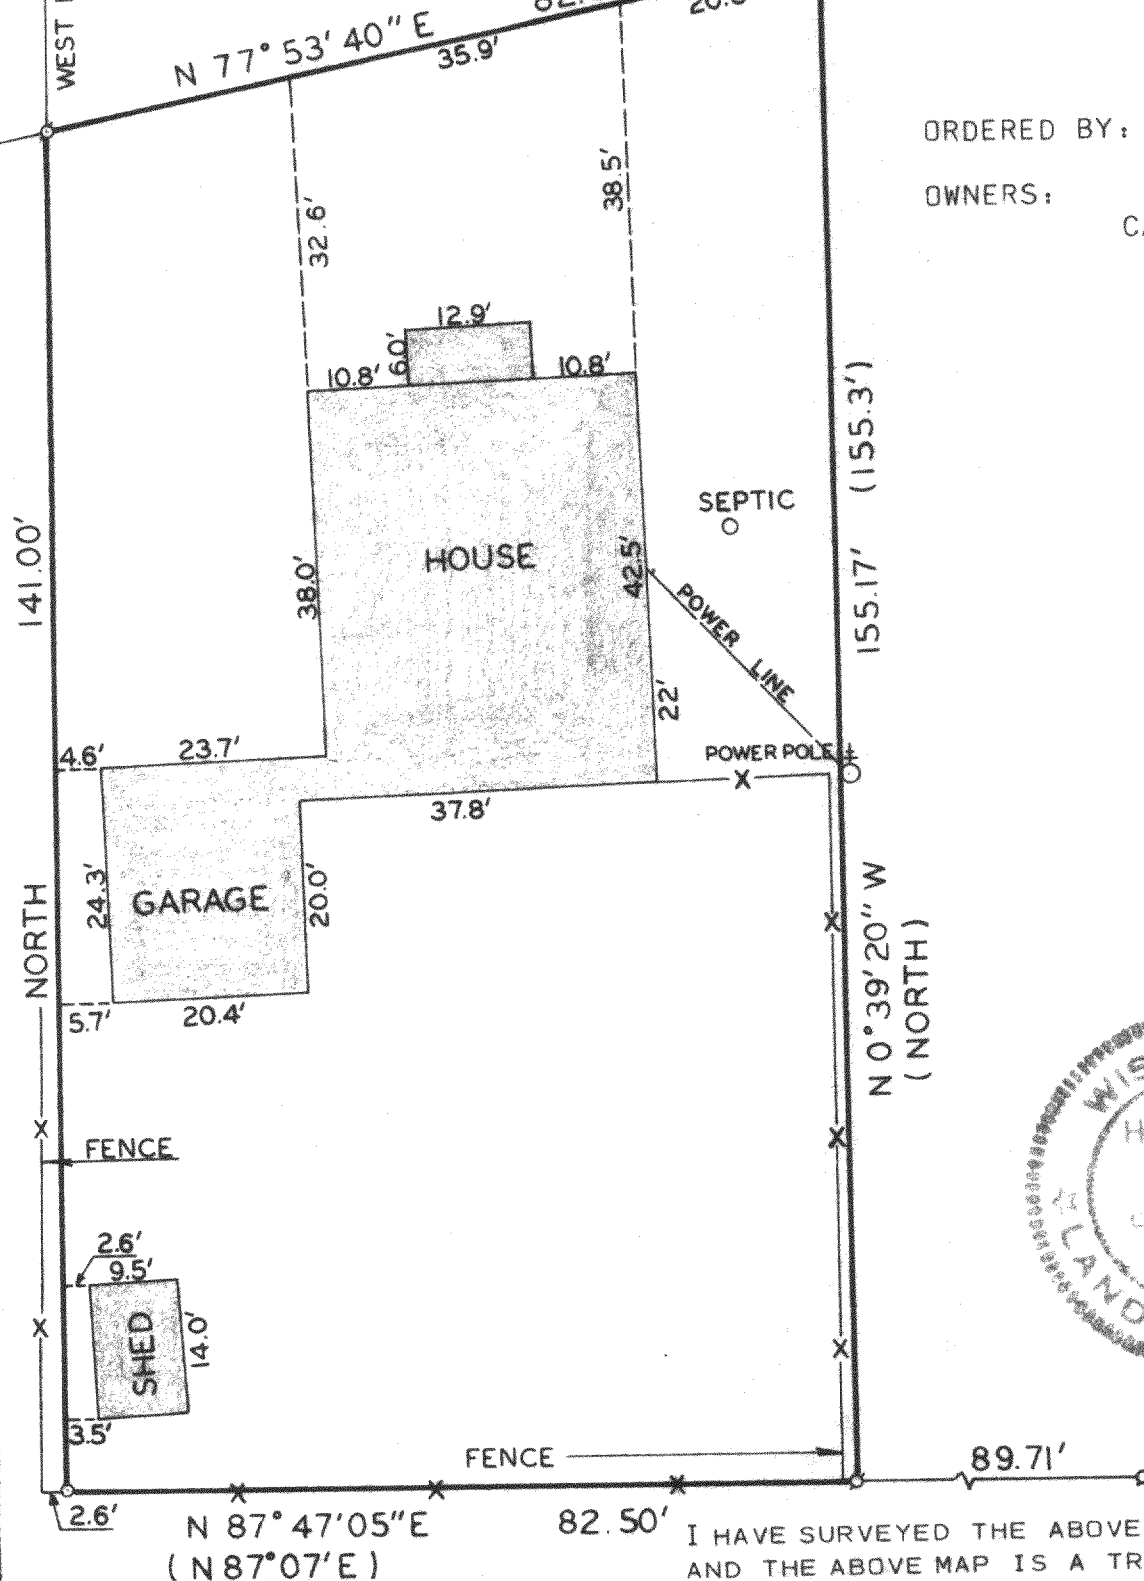 WEST
N 77° 53' 40" E
35.9'
ORDERED BY:
OWNERS:
32.6'
38.5'
12.9'
6.0'
10.8'
10.8'
(155.3')
SEPTIC
141.00'
HOUSE
38.0'
42.5'
155.17'
POWER LINE
22'
4.6'
23.7'
POWER POLE
37.8'
24.3'
GARAGE
20.0'
NORTH
N 0° 39' 20" W
(NORTH)
5.7'
20.4'
FENCE
2.6'
9.5'
SHED
14.0'
3.5'
FENCE
89.71'
2.6'
N 87° 47' 05" E
82.50'
(N 87° 07' E)
I HAVE SURVEYED THE ABOVE
AND THE ABOVE MAP IS A TR
WIS
LAND